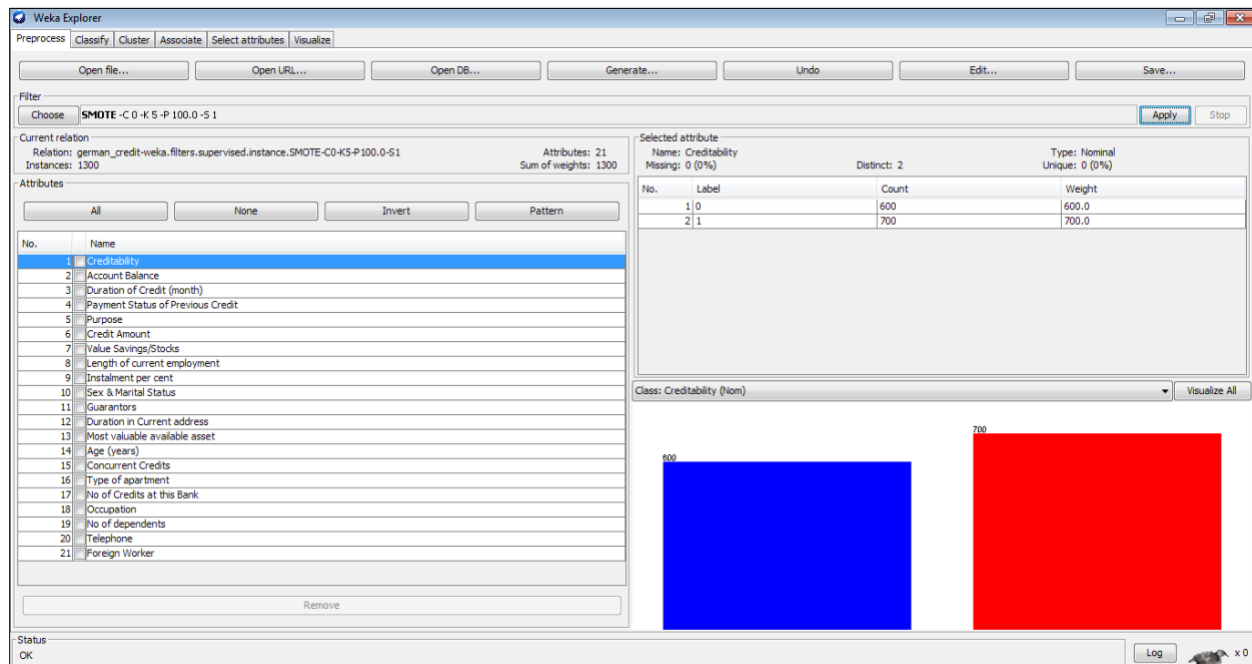 Weka Explorer
Preprocess Classify Cluster Associate Select attributes Visualize
Open file... Open URL... Open DB... Generate... Undo Edit... Save...
Filter
Choose SMOTE -C 0 -K 5 -P 100.0 -S 1 Apply Stop
Current relation
Relation: german_credit-weka.filters.supervised.instance.SMOTE-C0-K5-P100.0-S1 Attributes: 21
Instances: 1300 Sum of weights: 1300
Attributes
All None Invert Pattern
No. Name
1 Creditability
2 Account Balance
3 Duration of Credit (month)
4 Payment Status of Previous Credit
5 Purpose
6 Credit Amount
7 Value Savings/Stocks
8 Length of current employment
9 Instalment per cent
10 Sex & Marital Status
11 Guarantors
12 Duration in Current address
13 Most valuable available asset
14 Age (years)
15 Concurrent Credits
16 Type of apartment
17 No of Credits at this Bank
18 Occupation
19 No of dependents
20 Telephone
21 Foreign Worker
Remove
Selected attribute
Name: Creditability Type: Nominal
Missing: 0 (0%) Distinct: 2 Unique: 0 (0%)
No. Label Count Weight
1 0 600 600.0
2 1 700 700.0
Class: Creditability (Nom) Visualize All
600
700
Status
OK
Log x 0